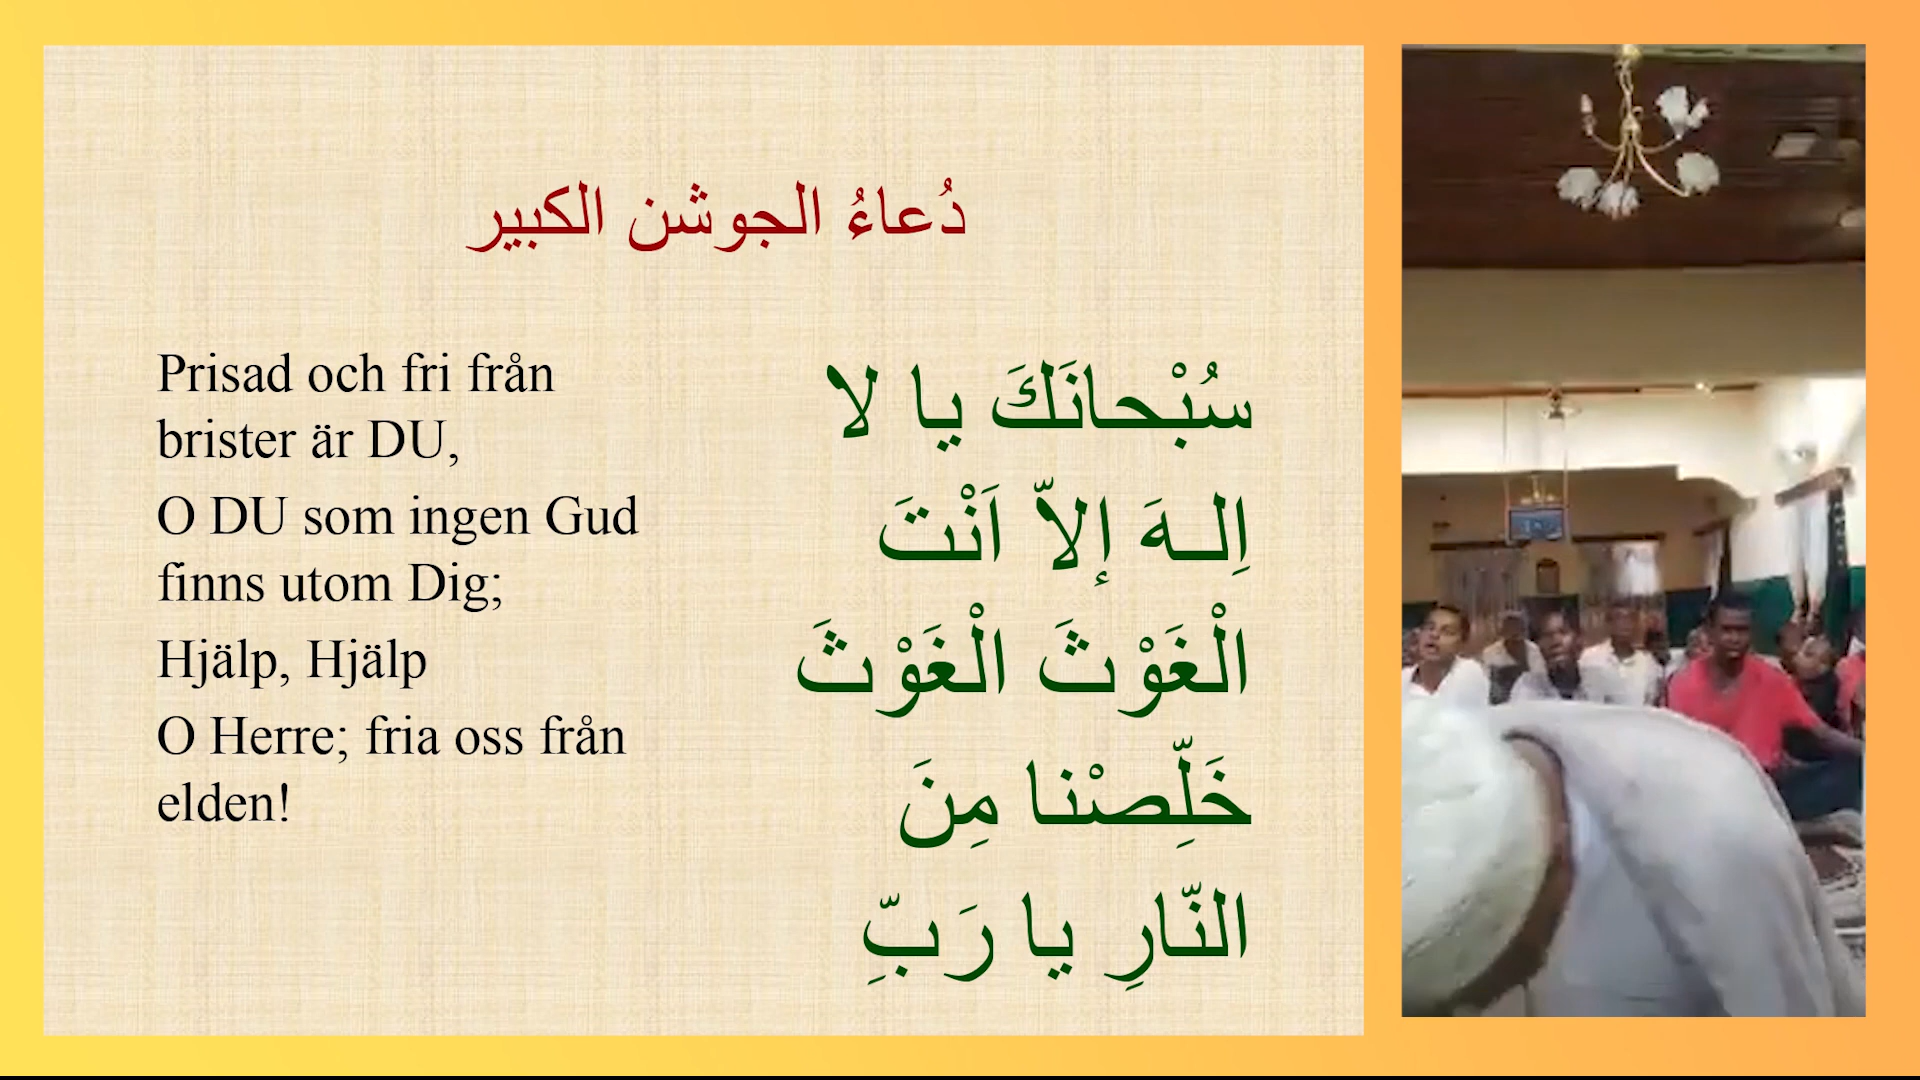 دُعاءُ الجوشن الكبير
Prisad och fri från
brister är DU,
O DU som ingen Gud
finns utom Dig;
Hjälp, Hjälp
O Herre; fria oss från
elden!
سُبْحانَكَ يا لا
اِلـهَ إلاّ اَنْتَ
الْغَوْثَ الْغَوْثَ
خَلِّصْنا مِنَ
النّارِ يا رَبِّ